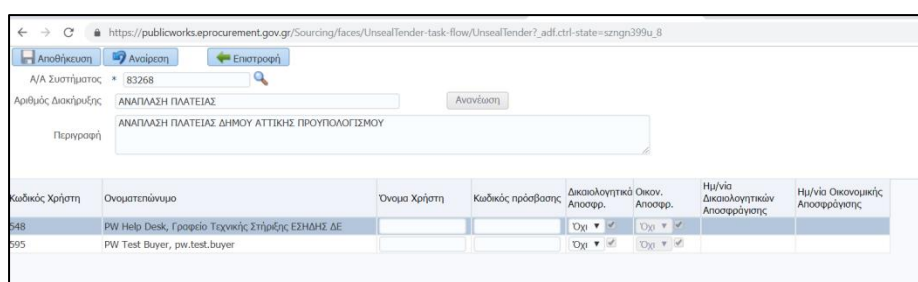 https://publicworks.eprocurement.gov.gr/Sourcing/faces/UnsealTender-task-flow/UnsealTender?_adf.ctrl-state=szngn399u_8
Αποθήκευση Αναίρεση Επιστροφή
Α/Α Συστήματος * 83268
Αριθμός Διακήρυξης ΑΝΑΠΛΑΣΗ ΠΛΑΤΕΙΑΣ Ανανέωση
Περιγραφή ΑΝΑΠΛΑΣΗ ΠΛΑΤΕΙΑΣ ΔΗΜΟΥ ΑΤΤΙΚΗΣ ΠΡΟΥΠΟΛΟΓΙΣΜΟΥ
Κωδικός Χρήστη Ονοματεπώνυμο Όνομα Χρήστη Κωδικός πρόσβασης Δικαιολογητικά Αποσφρ. Οικον. Αποσφρ. Ημ/νία Δικαιολογητικών Αποσφράγισης Ημ/νία Οικονομικής Αποσφράγισης
548 PW Help Desk, Γραφείο Τεχνικής Στήριξης ΕΣΗΔΗΣ ΔΕ Όχι Όχι
595 PW Test Buyer, pw.test.buyer Όχι Όχι